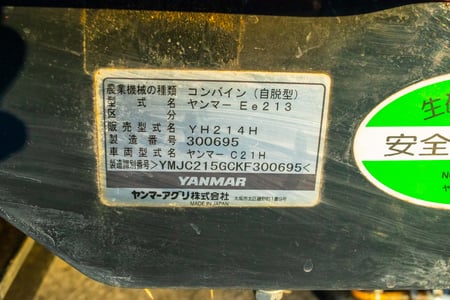 農業機械の種類 コンバイン（自脱型）
型式名 ヤンマー Ee213
区分
販売型式名 YH214H
製造番号 300695
車両型式名 ヤンマー C21H
製造識別番号 >YMJC215GCKF300695<
YANMAR
ヤンマーアグリ株式会社
MADE IN JAPAN
生
安全